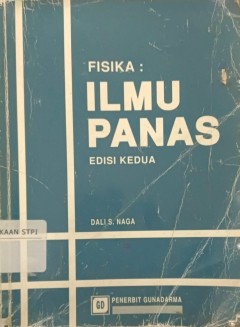 FISIKA :
ILMU
PANAS
EDISI KEDUA
DALI S. NAGA
KAAN STPI
GD PENERBIT GUNADARMA